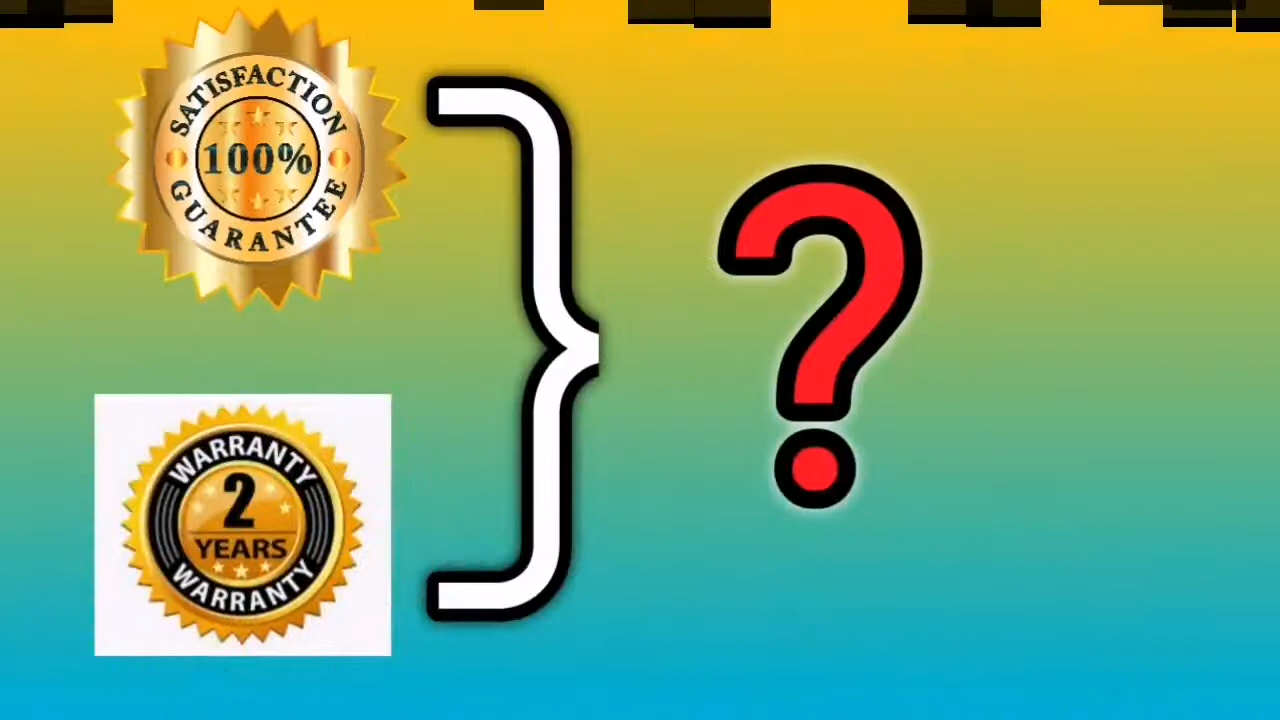 SATISFACTION
100%
GUARANTEE
WARRANTY
2
YEARS
WARRANTY
?